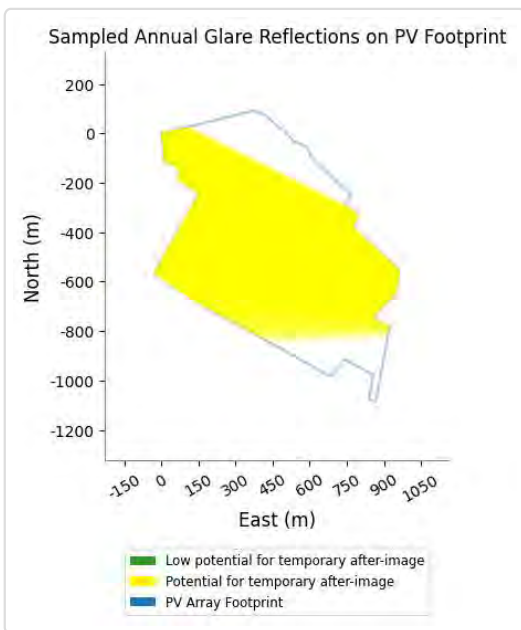 Sampled Annual Glare Reflections on PV Footprint
200
0
-200
-400
-600
-800
-1000
-1200
North (m)
-150 0 150 300 450 600 750 900 1050
East (m)
Low potential for temporary after-image
Potential for temporary after-image
PV Array Footprint